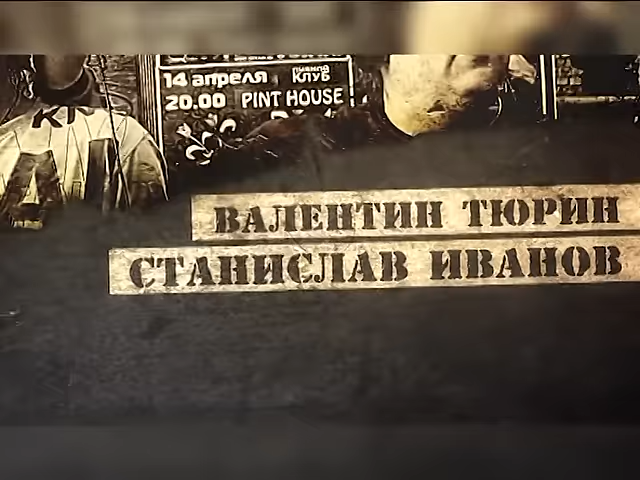 14 апреля
Клуб
20.00 PINT HOUSE
ВАЛЕНТИН ТЮРИН
СТАНИСЛАВ ИВАНОВ